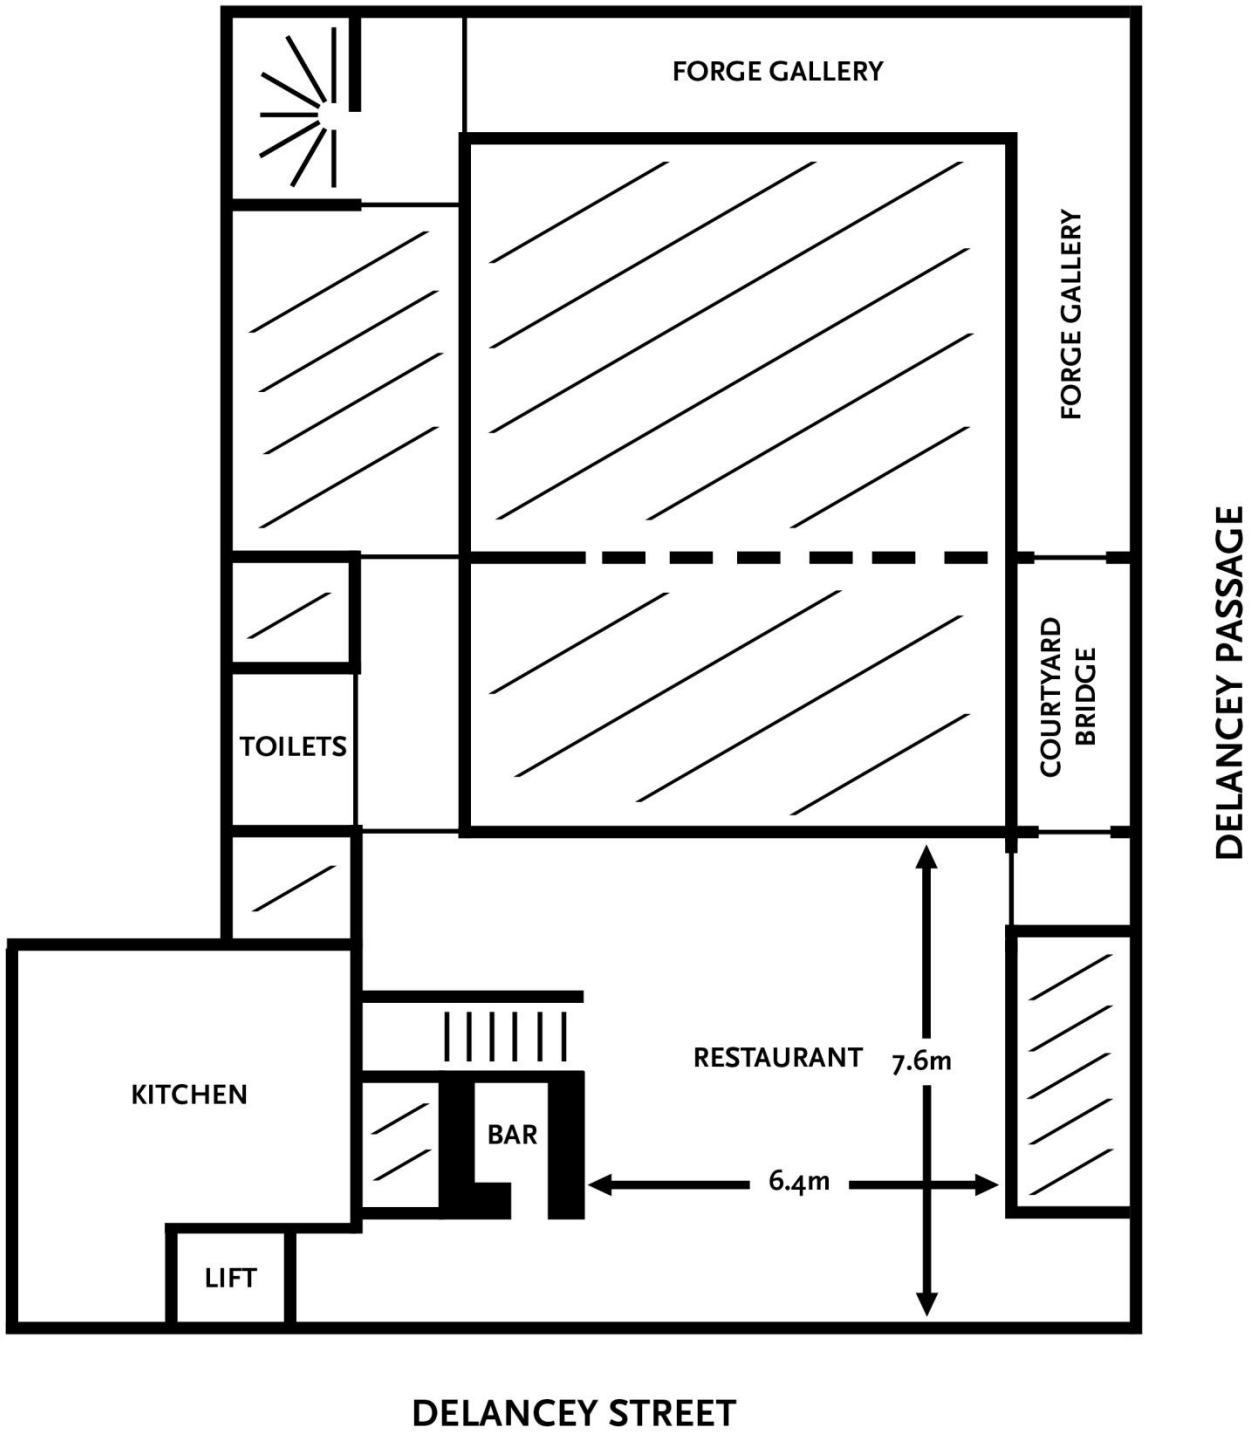 FORGE GALLERY
FORGE GALLERY
DELANCEY PASSAGE
COURTYARD
BRIDGE
TOILETS
RESTAURANT
7.6m
KITCHEN
BAR
6.4m
LIFT
DELANCEY STREET